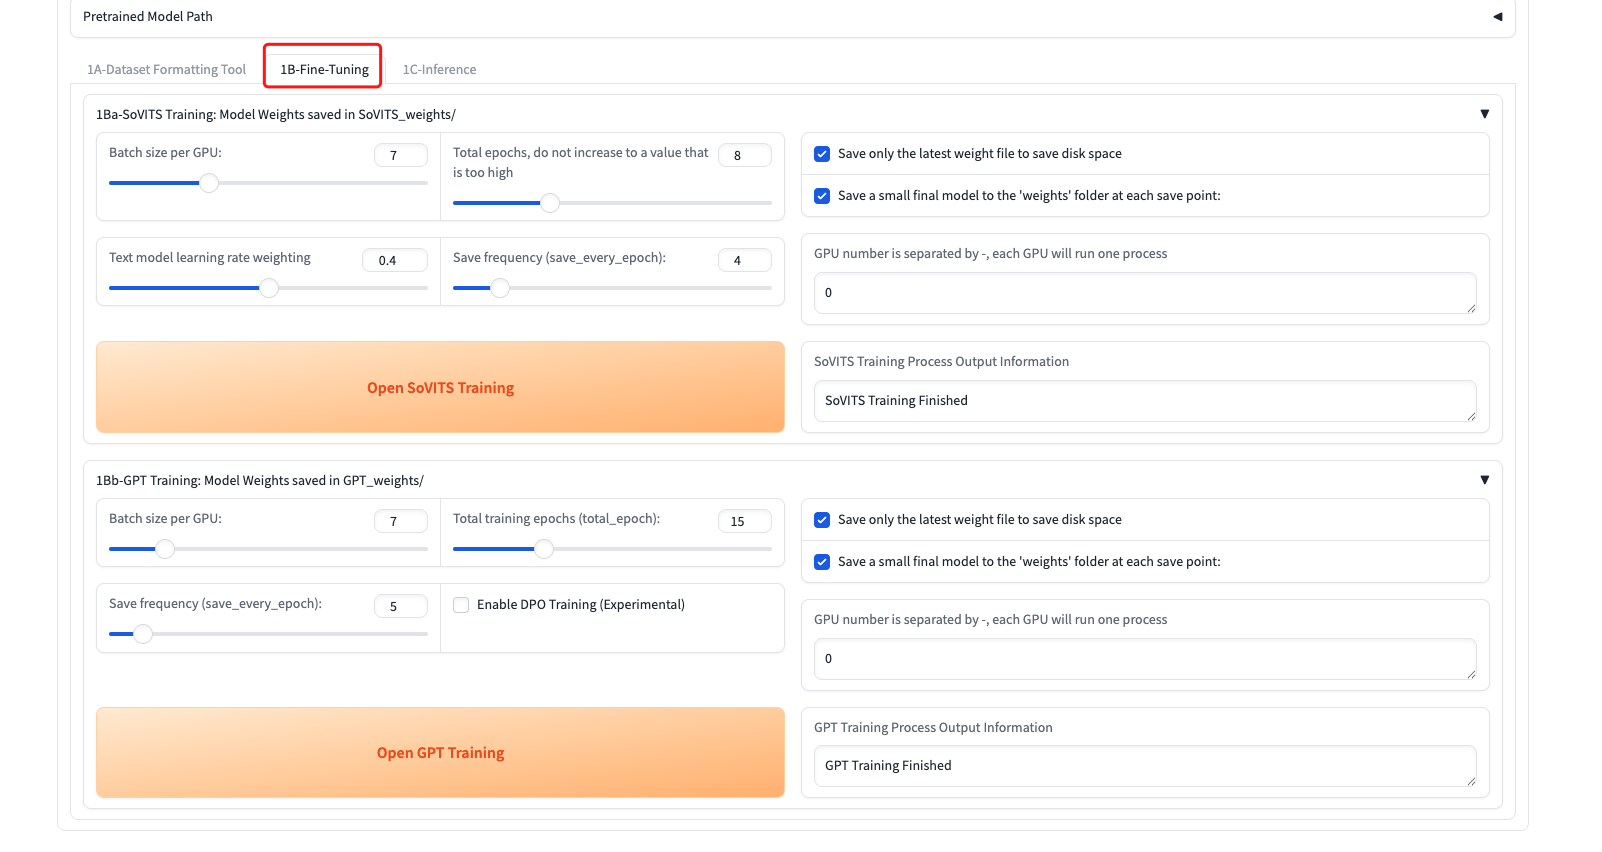 Pretrained Model Path
1A-Dataset Formatting Tool
1B-Fine-Tuning
1C-Inference
1Ba-SoVITS Training: Model Weights saved in SoVITS_weights/
Batch size per GPU:
7
Total epochs, do not increase to a value that
is too high
8
Save only the latest weight file to save disk space
Save a small final model to the 'weights' folder at each save point:
Text model learning rate weighting
0.4
Save frequency (save_every_epoch):
4
GPU number is separated by -, each GPU will run one process
0
Open SoVITS Training
SoVITS Training Process Output Information
SoVITS Training Finished
1Bb-GPT Training: Model Weights saved in GPT_weights/
Batch size per GPU:
7
Total training epochs (total_epoch):
15
Save only the latest weight file to save disk space
Save a small final model to the 'weights' folder at each save point:
Save frequency (save_every_epoch):
5
Enable DPO Training (Experimental)
GPU number is separated by -, each GPU will run one process
0
Open GPT Training
GPT Training Process Output Information
GPT Training Finished